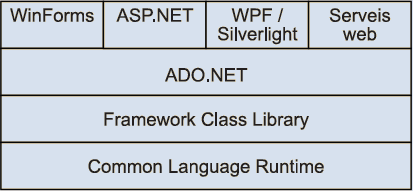 WinForms
ASP.NET
WPF /
Silverlight
Serveis
web
ADO.NET
Framework Class Library
Common Language Runtime